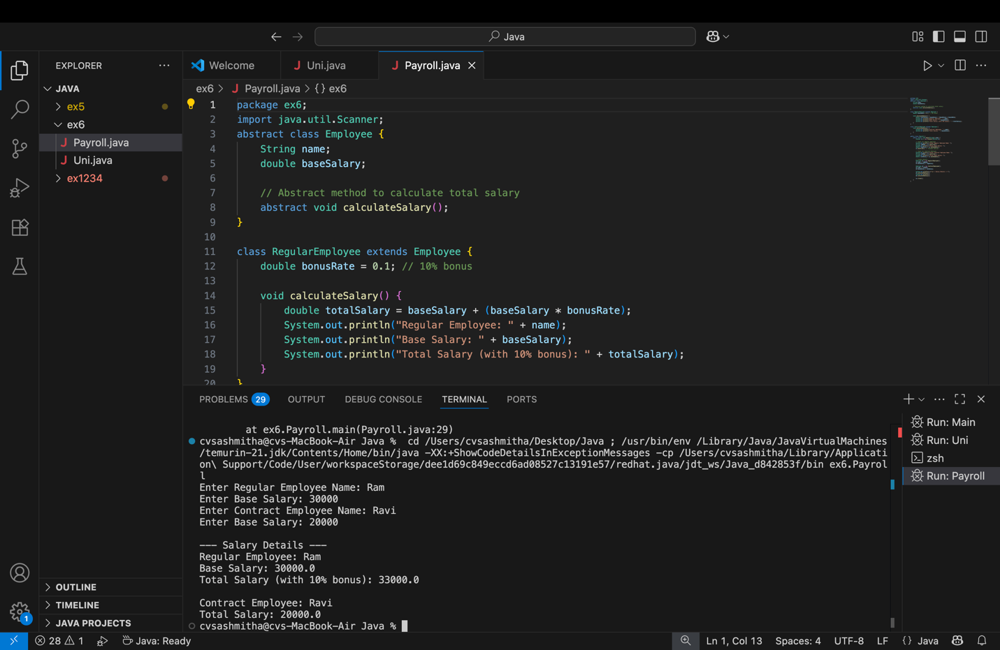 Java
EXPLORER
Welcome
Uni.java
Payroll.java
JAVA
ex5
ex6
Payroll.java
Uni.java
ex1234
ex6 > Payroll.java > {} ex6
1 package ex6;
2 import java.util.Scanner;
3 abstract class Employee {
4 String name;
5 double baseSalary;
6
7 // Abstract method to calculate total salary
8 abstract void calculateSalary();
9 }
10
11 class RegularEmployee extends Employee {
12 double bonusRate = 0.1; // 10% bonus
13
14 void calculateSalary() {
15 double totalSalary = baseSalary + (baseSalary * bonusRate);
16 System.out.println("Regular Employee: " + name);
17 System.out.println("Base Salary: " + baseSalary);
18 System.out.println("Total Salary (with 10% bonus): " + totalSalary);
19 }
20 }
PROBLEMS 29 OUTPUT DEBUG CONSOLE TERMINAL PORTS
at ex6.Payroll.main(Payroll.java:29)
cvsashmitha@cvs-MacBook-Air Java % cd /Users/cvsashmitha/Desktop/Java ; /usr/bin/env /Library/Java/JavaVirtualMachines
/temurin-21.jdk/Contents/Home/bin/java -XX:+ShowCodeDetailsInExceptionMessages -cp /Users/cvsashmitha/Library/Applicati
on\ Support/Code/User/workspaceStorage/dee1d69c849eccd6ad08527c13191e57/redhat.java/jdt_ws/Java_d842853f/bin ex6.Payrol
l
Enter Regular Employee Name: Ram
Enter Base Salary: 30000
Enter Contract Employee Name: Ravi
Enter Base Salary: 20000
--- Salary Details ---
Regular Employee: Ram
Base Salary: 30000.0
Total Salary (with 10% bonus): 33000.0
Contract Employee: Ravi
Total Salary: 20000.0
cvsashmitha@cvs-MacBook-Air Java %
Run: Main
Run: Uni
zsh
Run: Payroll
OUTLINE
TIMELINE
JAVA PROJECTS
1
28 1 Java: Ready Ln 1, Col 13 Spaces: 4 UTF-8 LF {} Java